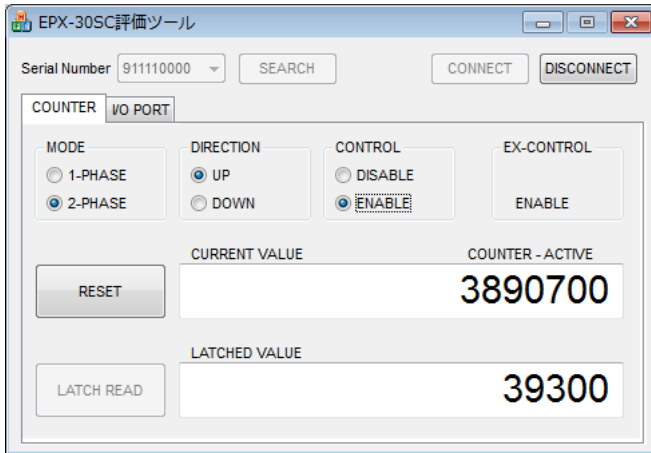 EPX-30SC評価ツール
Serial Number 911110000 SEARCH CONNECT DISCONNECT
COUNTER I/O PORT
MODE DIRECTION CONTROL EX-CONTROL
1-PHASE UP DISABLE
2-PHASE DOWN ENABLE ENABLE
CURRENT VALUE COUNTER - ACTIVE
RESET 3890700
LATCHED VALUE
LATCH READ 39300